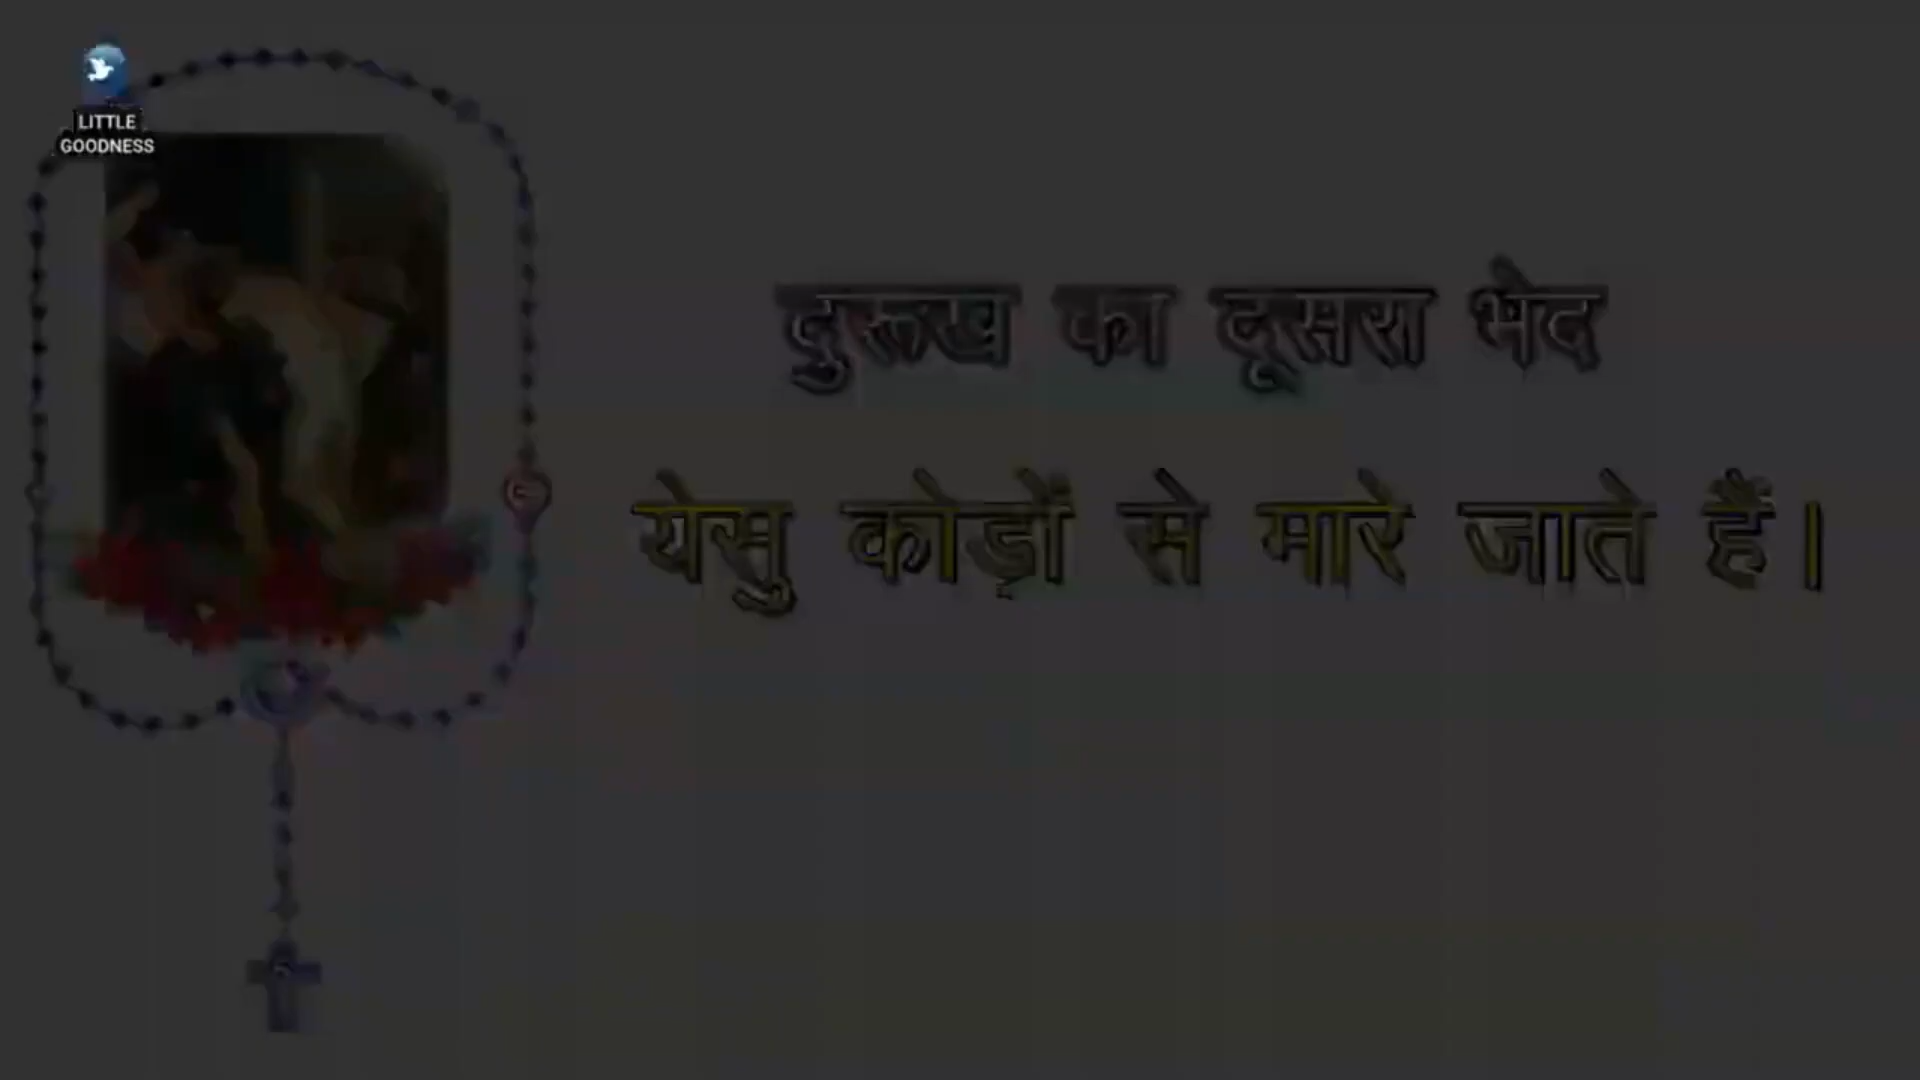 LITTLE
GOODNESS
दुरूख का दूसरा भेद
येसु कोड़ों से मारे जाते हैं।